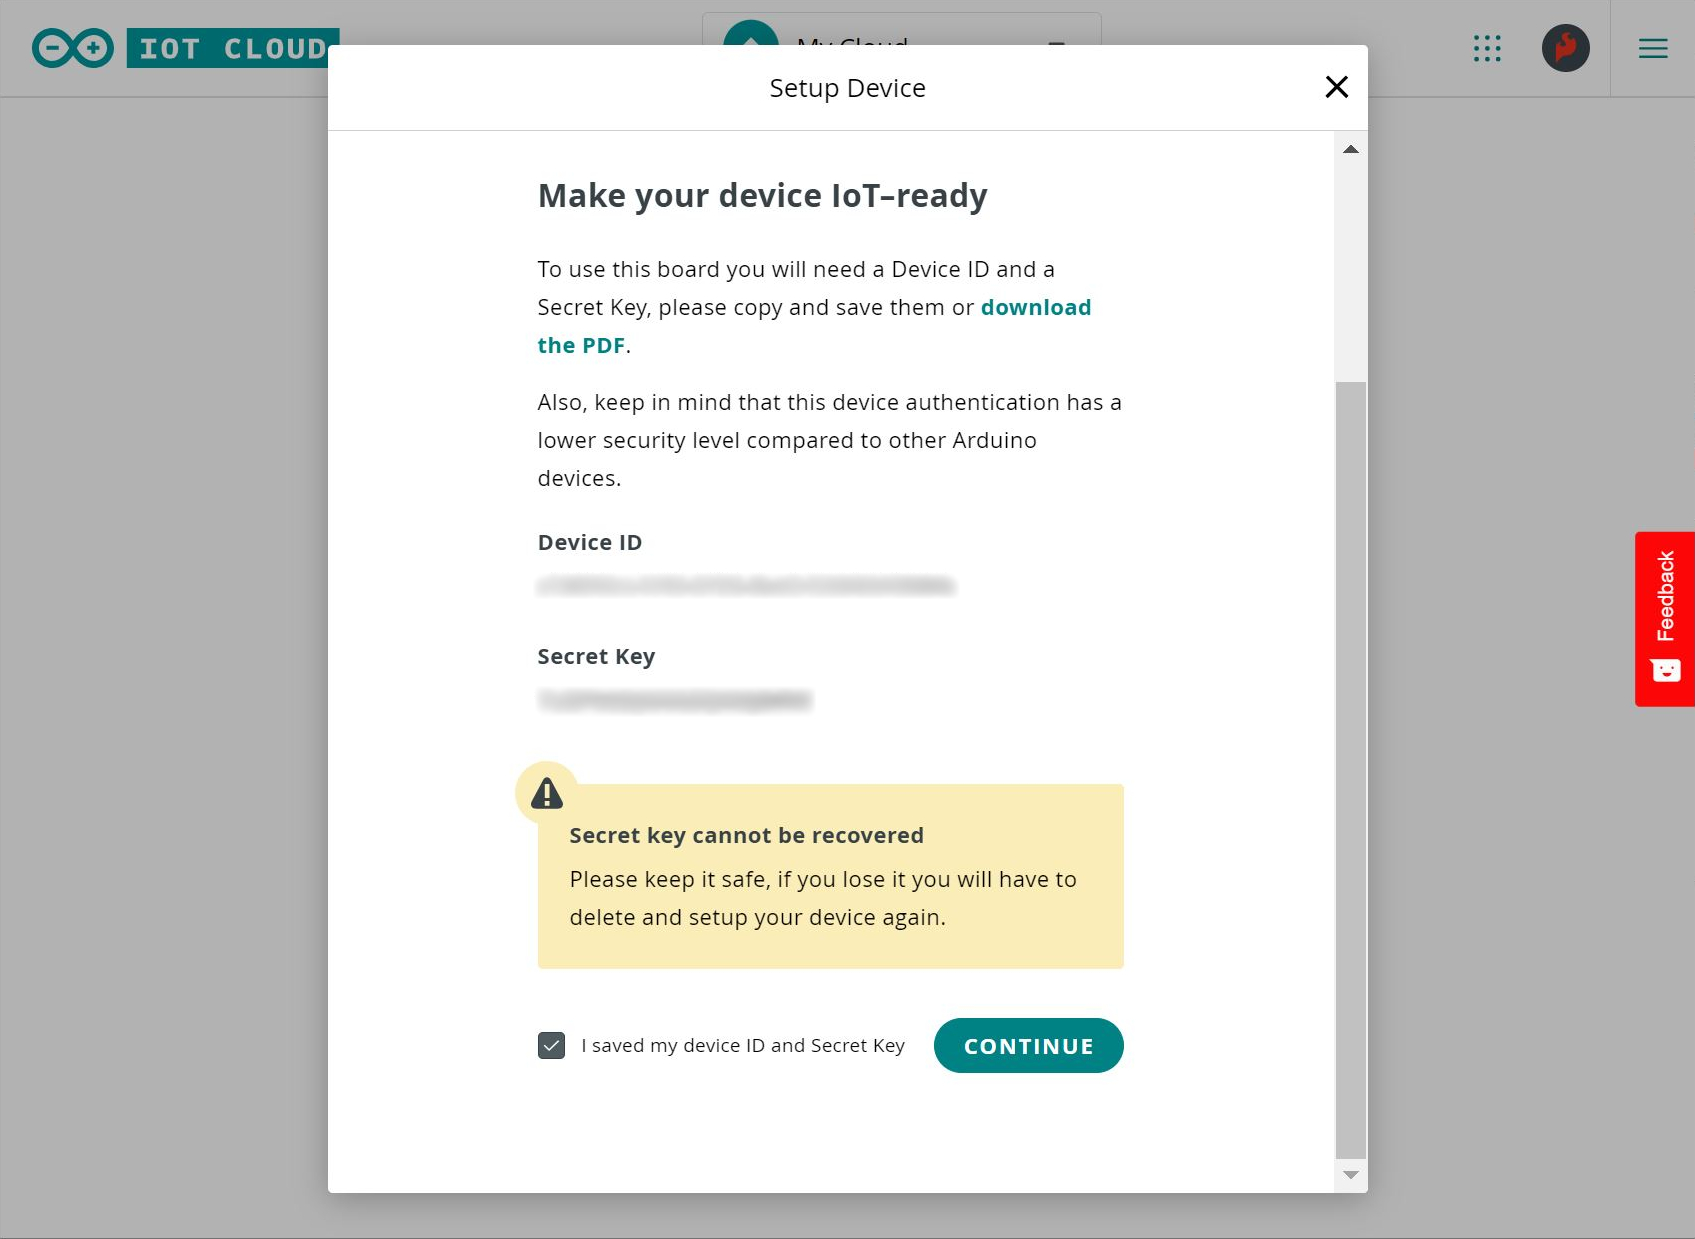 IOT CLOUD
My Cloud
Setup Device
Make your device IoT–ready
To use this board you will need a Device ID and a
Secret Key, please copy and save them or download
the PDF.
Also, keep in mind that this device authentication has a
lower security level compared to other Arduino
devices.
Device ID
Secret Key
Secret key cannot be recovered
Please keep it safe, if you lose it you will have to
delete and setup your device again.
I saved my device ID and Secret Key
CONTINUE
Feedback